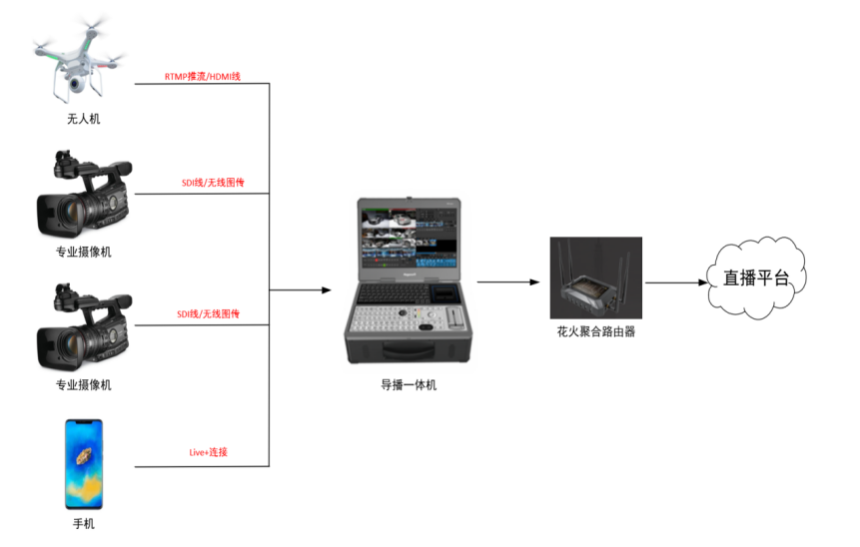 RTMP推流/HDMI线
无人机
SDI线/无线图传
专业摄像机
SDI线/无线图传
专业摄像机
Live+连接
手机
导播一体机
花火聚合路由器
直播平台